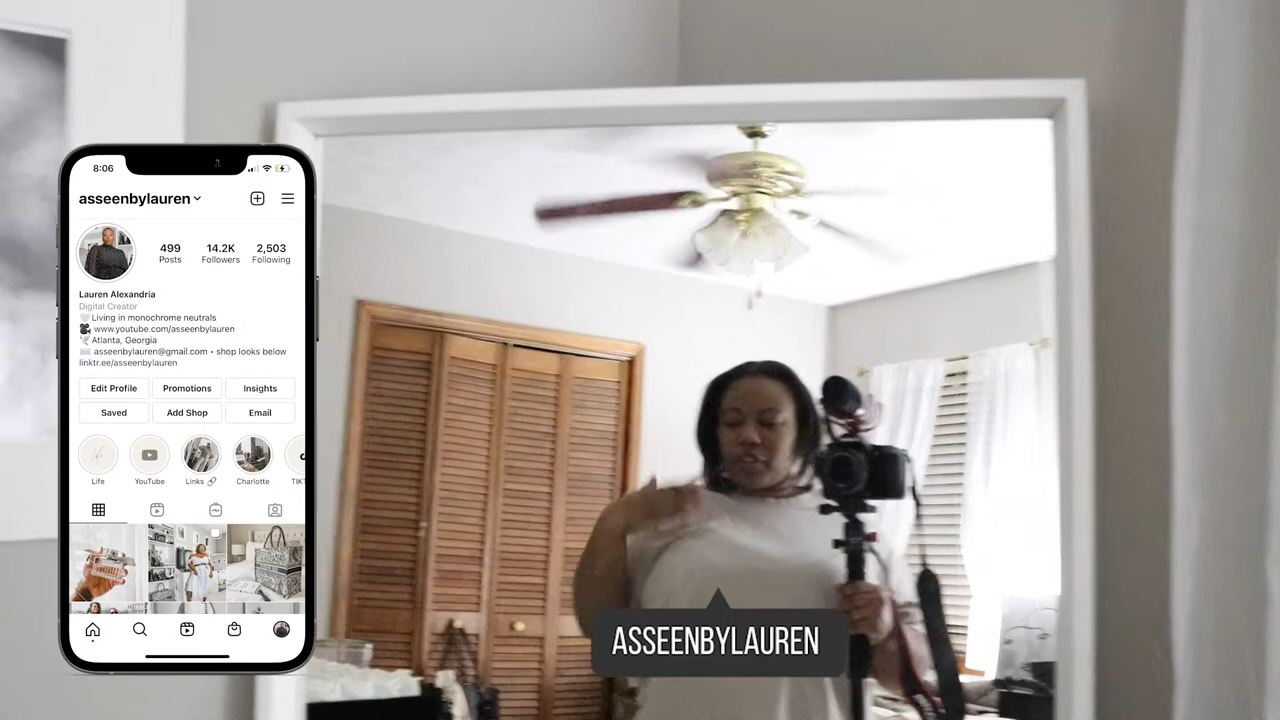 8:06
asseenbylauren
499 14.2K 2,503
Posts Followers Following
Lauren Alexandria
Digital Creator
🤍Living in monochrome neutrals
🎥 www.youtube.com/asseenbylauren
🕊 Atlanta, Georgia
✉️ asseenbylauren@gmail.com • shop looks below
linktr.ee/asseenbylauren
Edit Profile Promotions Insights
Saved Add Shop Email
Life YouTube Links 🔗 Charlotte
ASSEENBYLAUREN